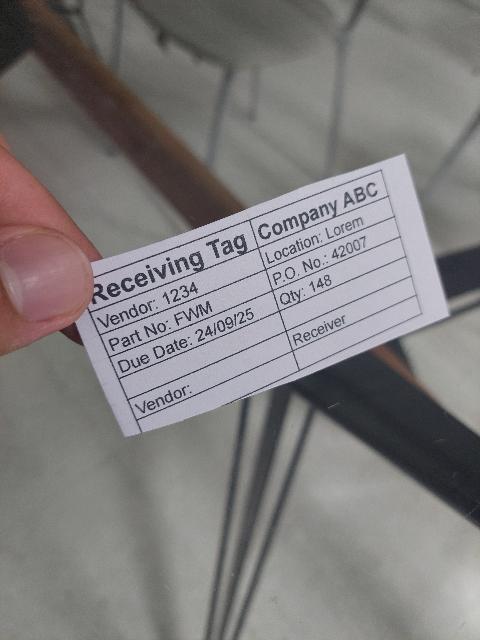 Receiving Tag Company ABC
Vendor: 1234 Location: Lorem
Part No: FWM P.O. No.: 42007
Due Date: 24/09/25 Qty: 148
Vendor: Receiver